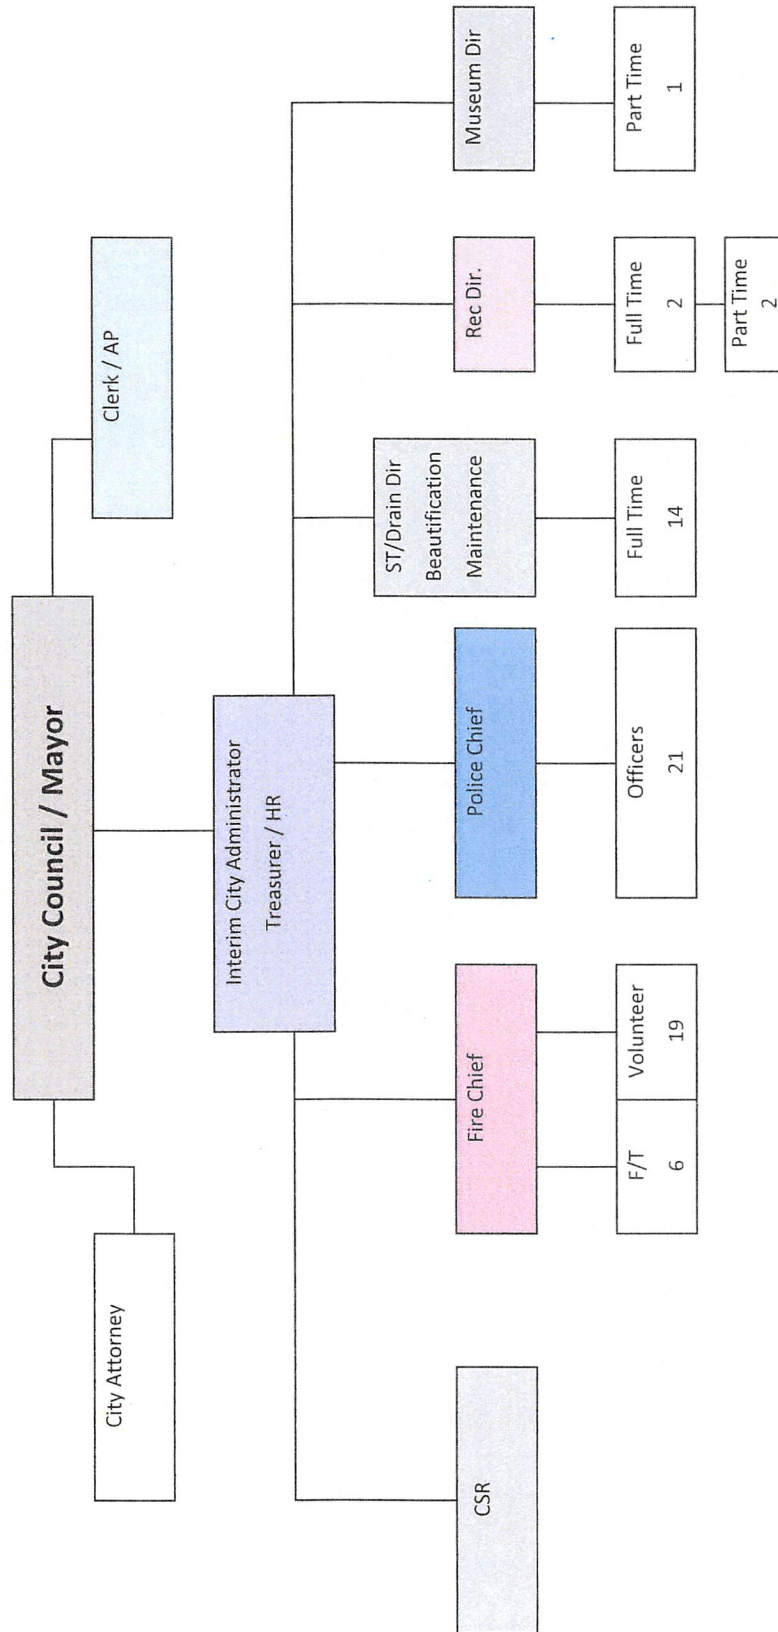 City Council / Mayor
City Attorney
Clerk / AP
Interim City Administrator
Treasurer / HR
CSR
Fire Chief
F/T
6
Volunteer
19
Police Chief
Officers
21
ST/Drain Dir
Beautification
Maintenance
Full Time
14
Rec Dir.
Full Time
2
Part Time
2
Museum Dir
Part Time
1